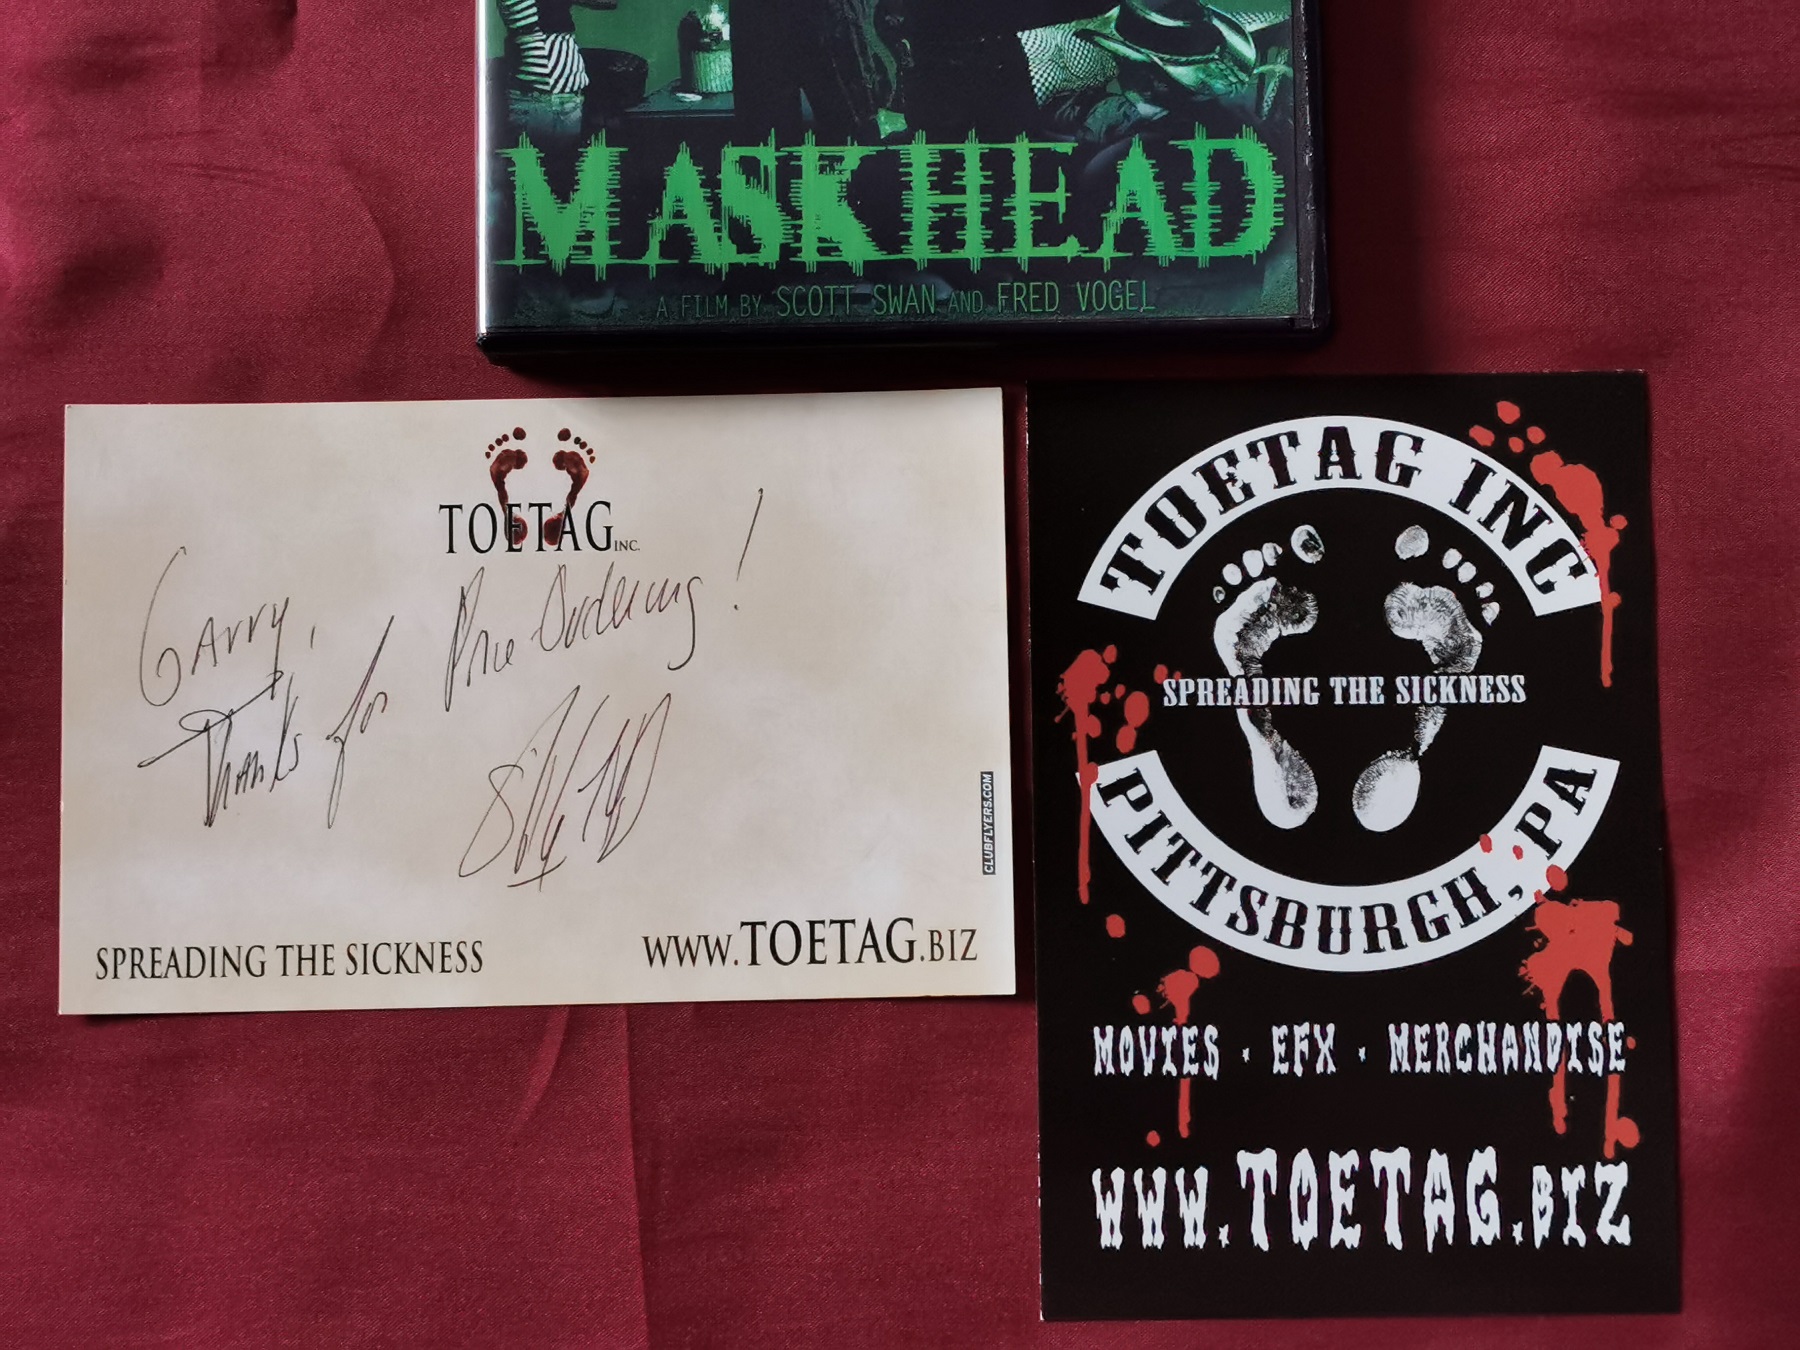 MASKHEAD
A FILM BY SCOTT SWAN AND FRED VOGEL
TOETAG INC.
GARRY,
Thanks for Pre Ordering!
CLUBFLYERS.COM
SPREADING THE SICKNESS
WWW.TOETAG.BIZ
TOETAG INC
SPREADING THE SICKNESS
PITTSBURGH, PA
MOVIES · EFX · MERCHANDISE
WWW.TOETAG.BIZ